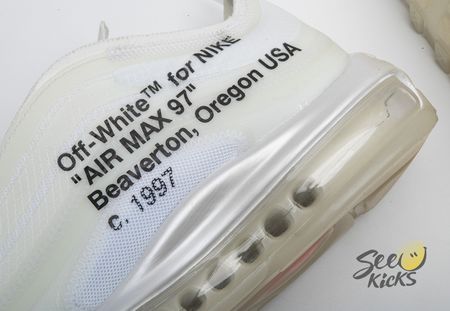 Off-White™ for NIKE
"AIR MAX 97"
Beaverton, Oregon USA
c. 1997
See
KicKs